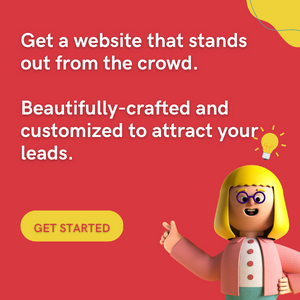 Get a website that stands
out from the crowd.
Beautifully-crafted and
customized to attract your
leads.
GET STARTED